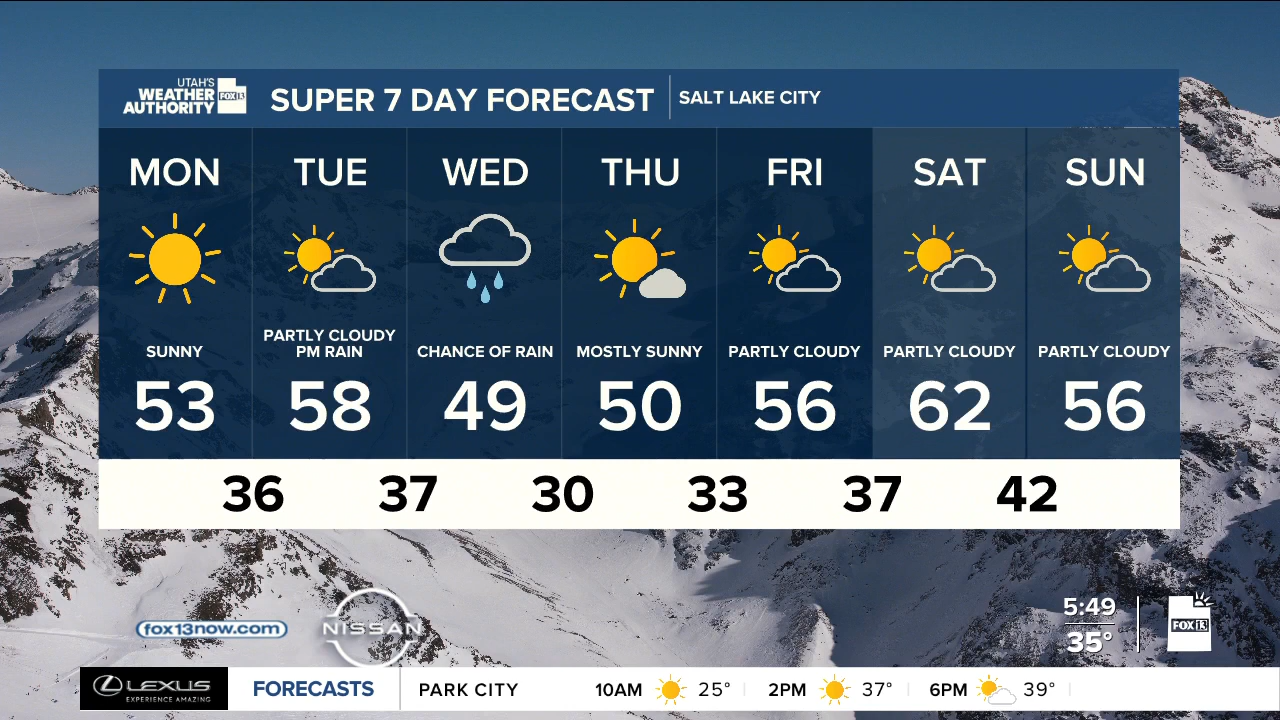 UTAH'S
WEATHER
AUTHORITY
FOX 13
SUPER 7 DAY FORECAST
SALT LAKE CITY
MON TUE WED THU FRI SAT SUN
PARTLY CLOUDY
SUNNY PM RAIN CHANCE OF RAIN MOSTLY SUNNY PARTLY CLOUDY PARTLY CLOUDY PARTLY CLOUDY
53 58 49 50 56 62 56
36 37 30 33 37 42
fox13now.com
NISSAN
5:49
35°
FOX 13
LEXUS
EXPERIENCE AMAZING
FORECASTS
PARK CITY 10AM 25° 2PM 37° 6PM 39°